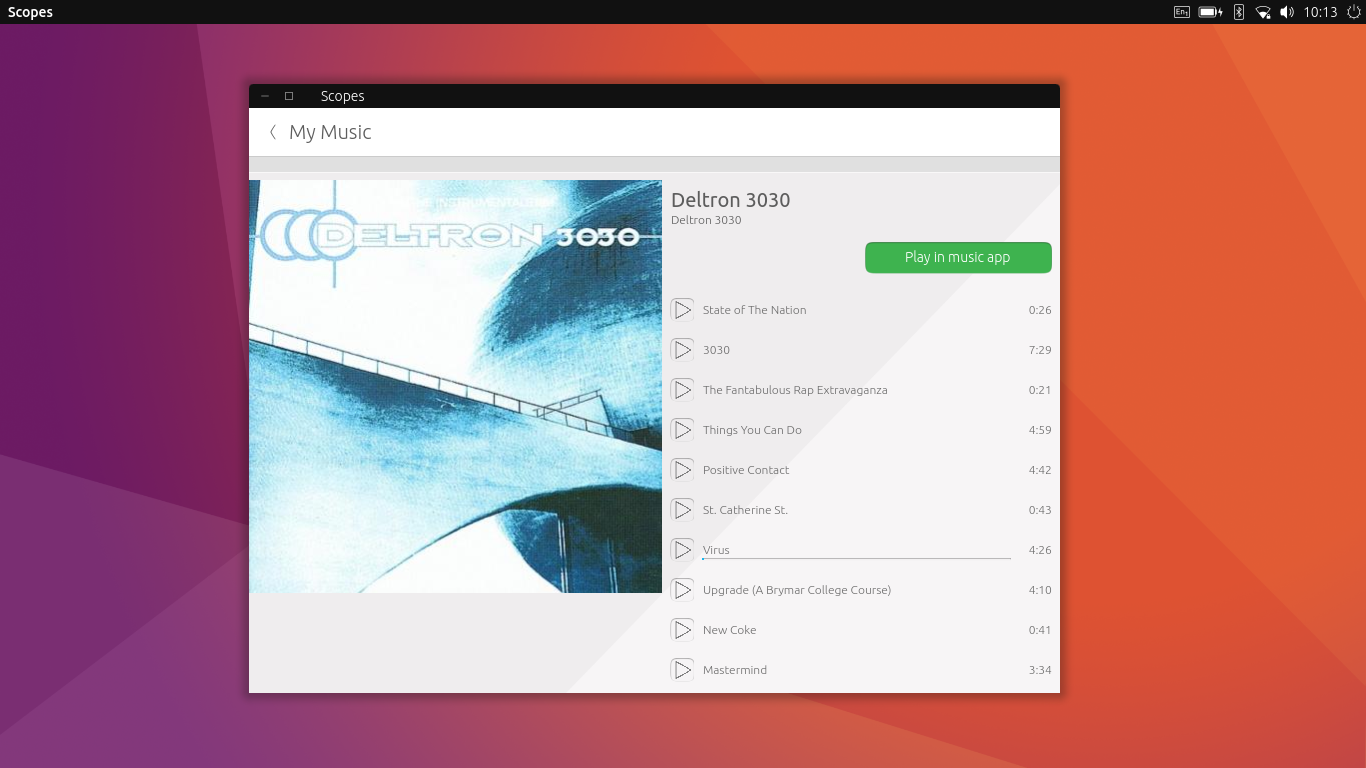 Scopes
En1
10:13
Scopes
My Music
THE INSTRUMENTALS
DELTRON 3030
Deltron 3030
Deltron 3030
Play in music app
State of The Nation 0:26
3030 7:29
The Fantabulous Rap Extravaganza 0:21
Things You Can Do 4:59
Positive Contact 4:42
St. Catherine St. 0:43
Virus 4:26
Upgrade (A Brymar College Course) 4:10
New Coke 0:41
Mastermind 3:34